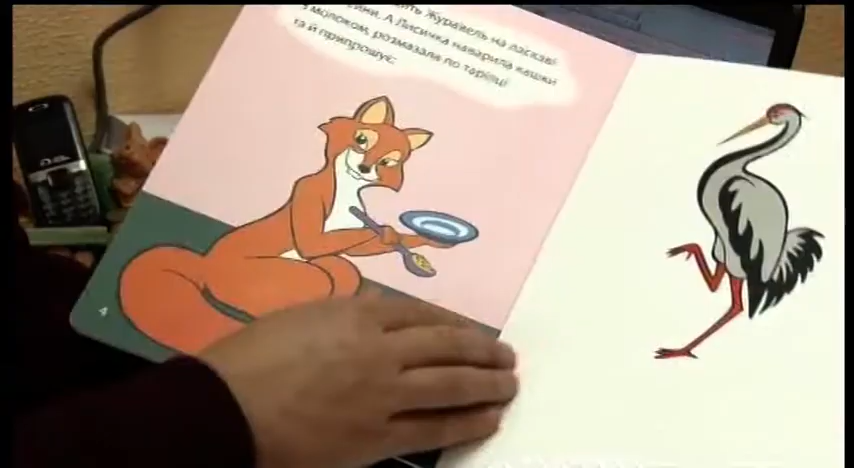 Журавель на ласкаві
А Лисичка наварила кашки
з молоком, розмазала по тарілці
та й припрошує:
4